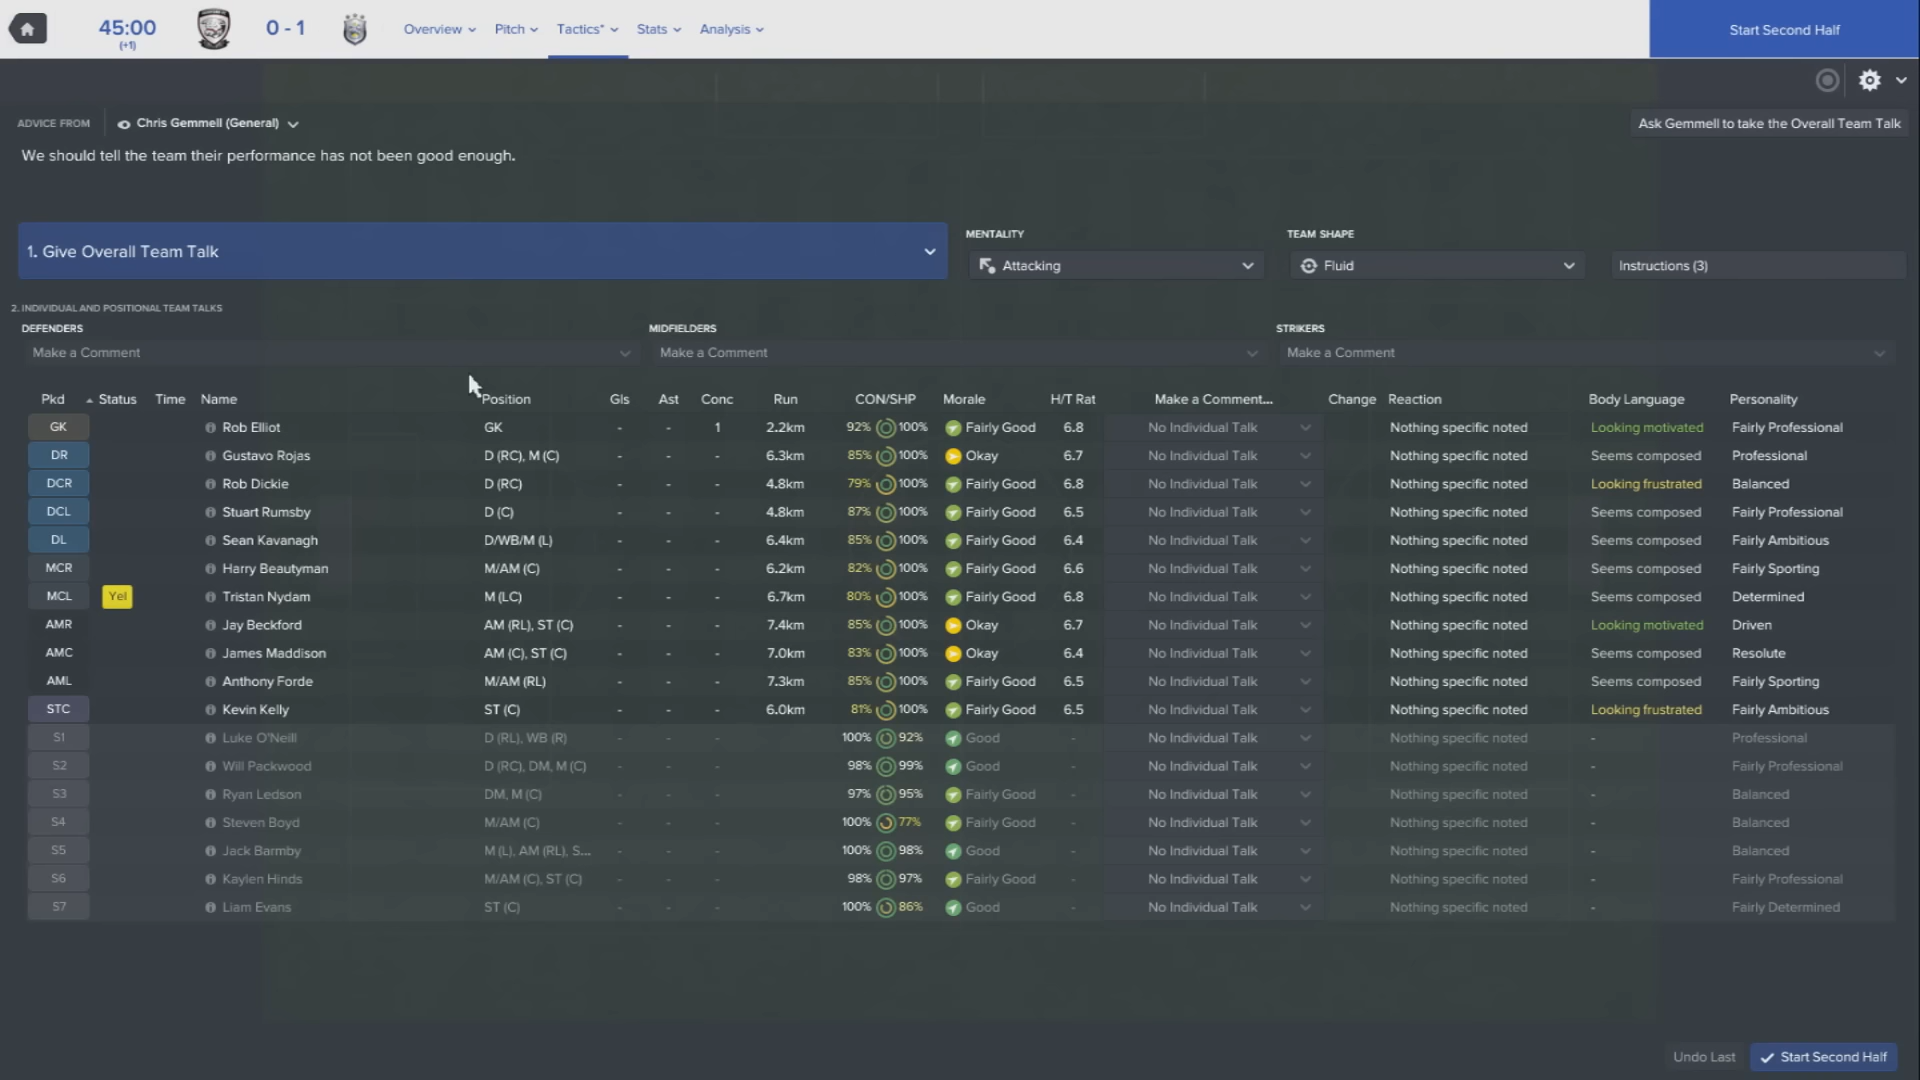 45:00
(+1)
0 - 1
Overview
Pitch
Tactics*
Stats
Analysis
Start Second Half
ADVICE FROM
Chris Gemmell (General)
Ask Gemmell to take the Overall Team Talk
We should tell the team their performance has not been good enough.
1. Give Overall Team Talk
MENTALITY
Attacking
TEAM SHAPE
Fluid
Instructions (3)
2. INDIVIDUAL AND POSITIONAL TEAM TALKS
DEFENDERS
MIDFIELDERS
STRIKERS
Make a Comment
Make a Comment
Make a Comment
Pkd Status Time Name Position Gls Ast Conc Run CON/SHP Morale H/T Rat Make a Comment... Change Reaction Body Language Personality
GK Rob Elliot GK - - 1 2.2km 92% 100% Fairly Good 6.8 No Individual Talk Nothing specific noted Looking motivated Fairly Professional
DR Gustavo Rojas D (RC), M (C) - - - 6.3km 85% 100% Okay 6.7 No Individual Talk Nothing specific noted Seems composed Professional
DCR Rob Dickie D (RC) - - - 4.8km 79% 100% Fairly Good 6.8 No Individual Talk Nothing specific noted Looking frustrated Balanced
DCL Stuart Rumsby D (C) - - - 4.8km 87% 100% Fairly Good 6.5 No Individual Talk Nothing specific noted Seems composed Fairly Professional
DL Sean Kavanagh D/WB/M (L) - - - 6.4km 85% 100% Fairly Good 6.4 No Individual Talk Nothing specific noted Seems composed Fairly Ambitious
MCR Harry Beautyman M/AM (C) - - - 6.2km 82% 100% Fairly Good 6.6 No Individual Talk Nothing specific noted Seems composed Fairly Sporting
MCL Yel Tristan Nydam M (LC) - - - 6.7km 80% 100% Fairly Good 6.8 No Individual Talk Nothing specific noted Seems composed Determined
AMR Jay Beckford AM (RL), ST (C) - - - 7.4km 85% 100% Okay 6.7 No Individual Talk Nothing specific noted Looking motivated Driven
AMC James Maddison AM (C), ST (C) - - - 7.0km 83% 100% Okay 6.4 No Individual Talk Nothing specific noted Seems composed Resolute
AML Anthony Forde M/AM (RL) - - - 7.3km 85% 100% Fairly Good 6.5 No Individual Talk Nothing specific noted Seems composed Fairly Sporting
STC Kevin Kelly ST (C) - - - 6.0km 81% 100% Fairly Good 6.5 No Individual Talk Nothing specific noted Looking frustrated Fairly Ambitious
S1 Luke O'Neill D (RL), WB (R) - - - 100% 92% Good - No Individual Talk Nothing specific noted - Professional
S2 Will Packwood D (RC), DM, M (C) - - - 98% 99% Good - No Individual Talk Nothing specific noted - Fairly Professional
S3 Ryan Ledson DM, M (C) - - - 97% 95% Fairly Good - No Individual Talk Nothing specific noted - Balanced
S4 Steven Boyd M/AM (C) - - - 100% 77% Fairly Good - No Individual Talk Nothing specific noted - Balanced
S5 Jack Barmby M (L), AM (RL), S... - - - 100% 98% Good - No Individual Talk Nothing specific noted - Balanced
S6 Kaylen Hinds M/AM (C), ST (C) - - - 98% 97% Fairly Good - No Individual Talk Nothing specific noted - Fairly Professional
S7 Liam Evans ST (C) - - - 100% 86% Good - No Individual Talk Nothing specific noted - Fairly Determined
Undo Last
Start Second Half